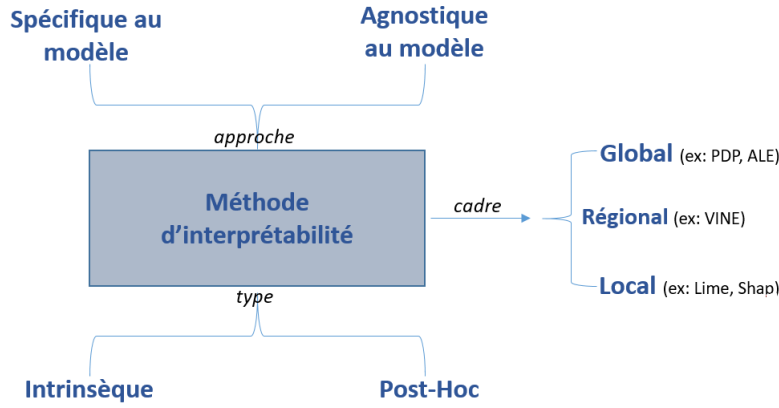 Spécifique au
modèle
Agnostique
au modèle
approche
Méthode
d'interprétabilité
cadre
Global (ex: PDP, ALE)
Régional (ex: VINE)
Local (ex: Lime, Shap)
type
Intrinsèque
Post-Hoc